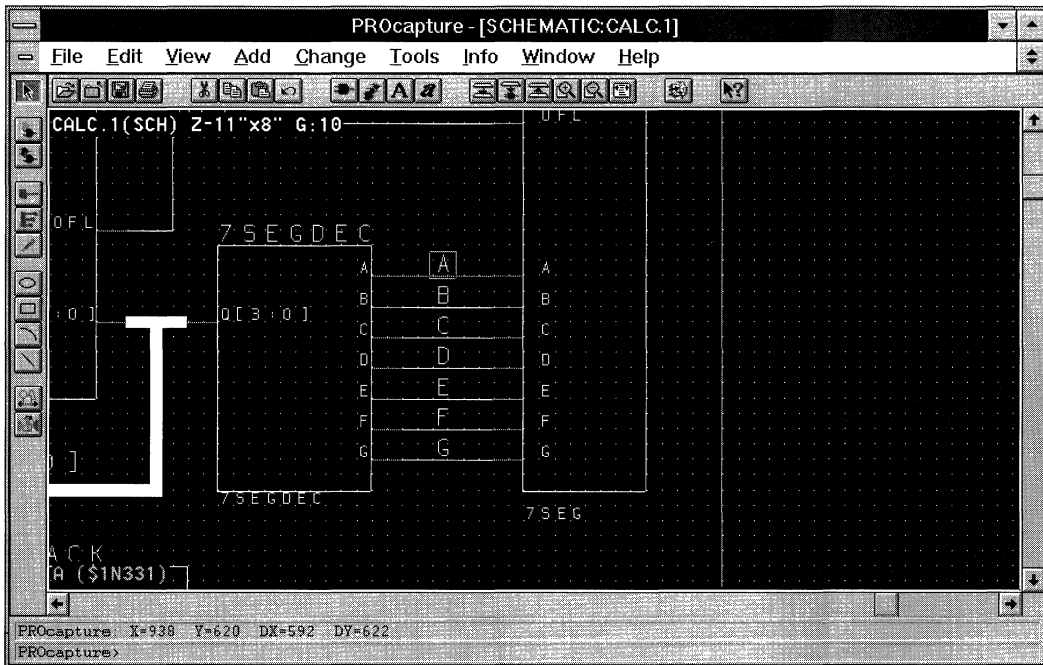 PROcapture - [SCHEMATIC:CALC.1]
File Edit View Add Change Tools Info Window Help
CALC.1(SCH) Z-11"x8" G:10
OFL
OFL
7SEGDEC
A A A
B B B
:0] Q[3:0]
C C C
D D D
E E E
F F F
G G G
]
7SEGDEC
7SEG
ACK
TA ($1N331)
PROcapture: X=938 Y=620 DX=592 DY=622
PROcapture>